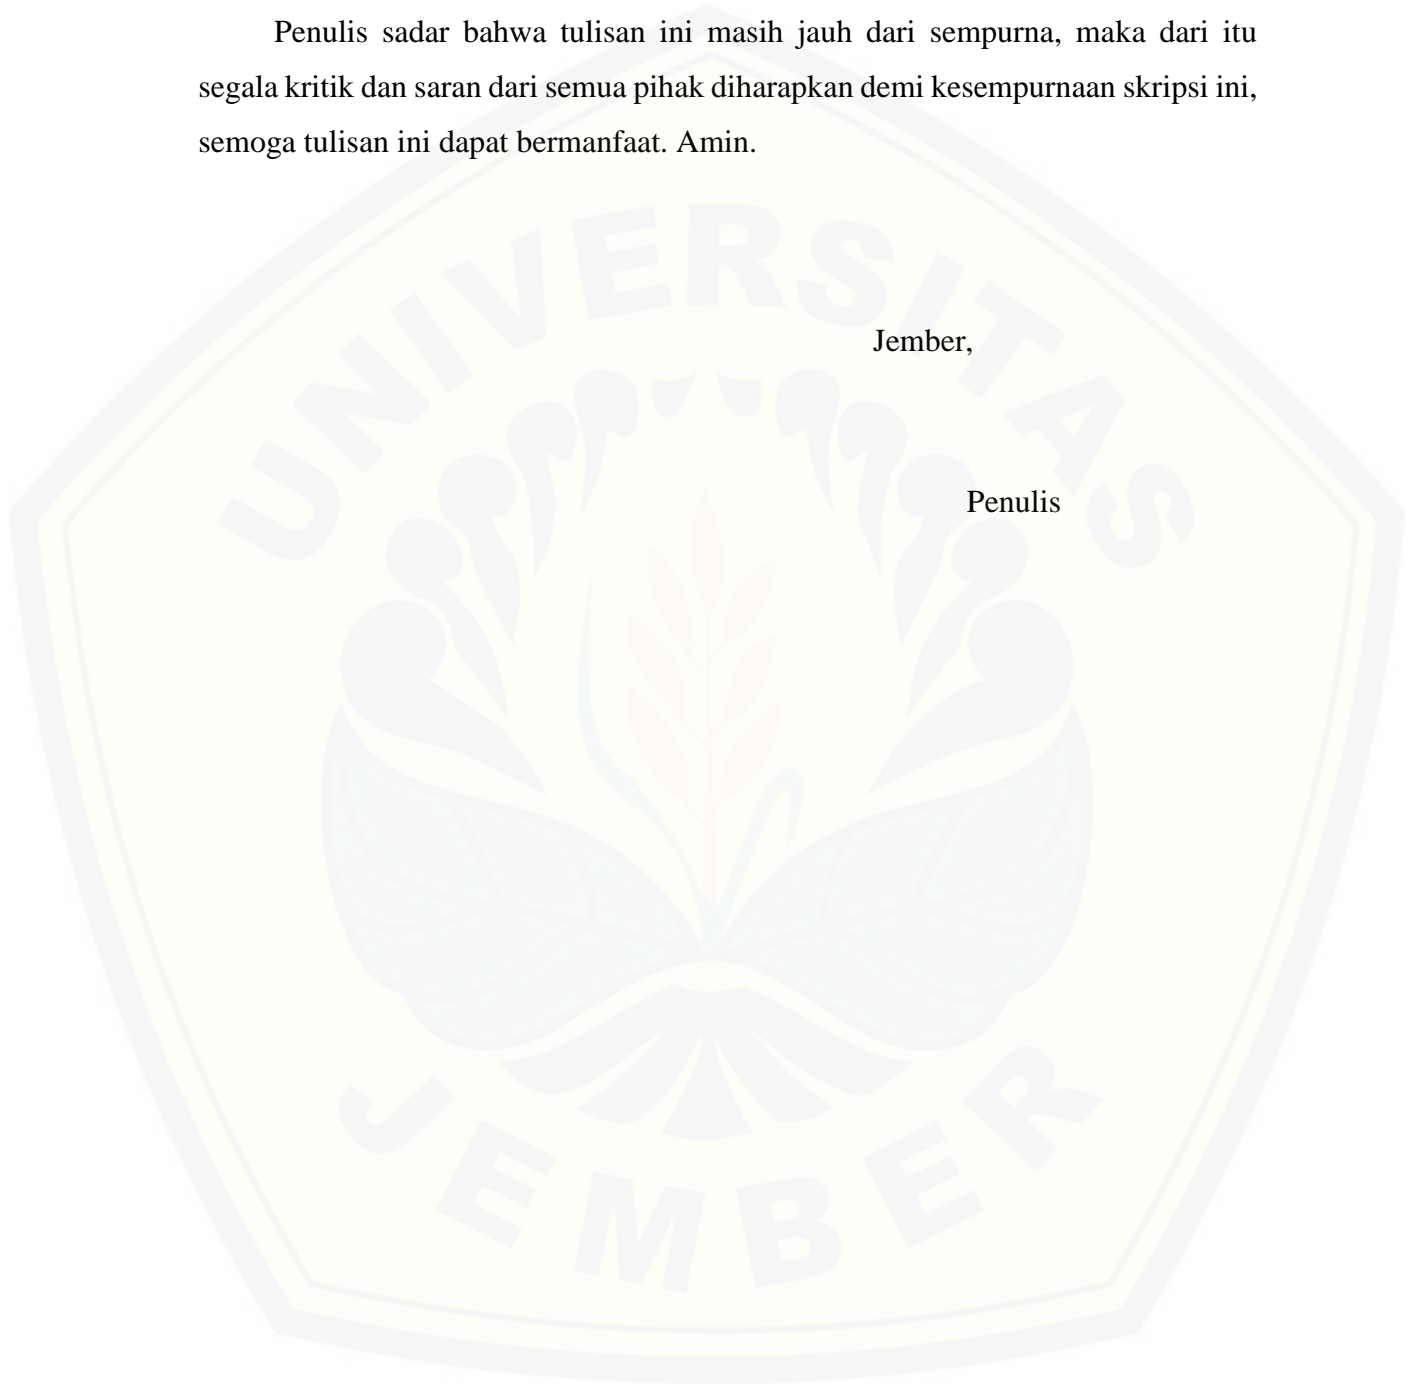 Penulis sadar bahwa tulisan ini masih jauh dari sempurna, maka dari itu
segala kritik dan saran dari semua pihak diharapkan demi kesempurnaan skripsi ini,
semoga tulisan ini dapat bermanfaat. Amin.
UNIVERSITAS
Jember,
Penulis
JEMBER